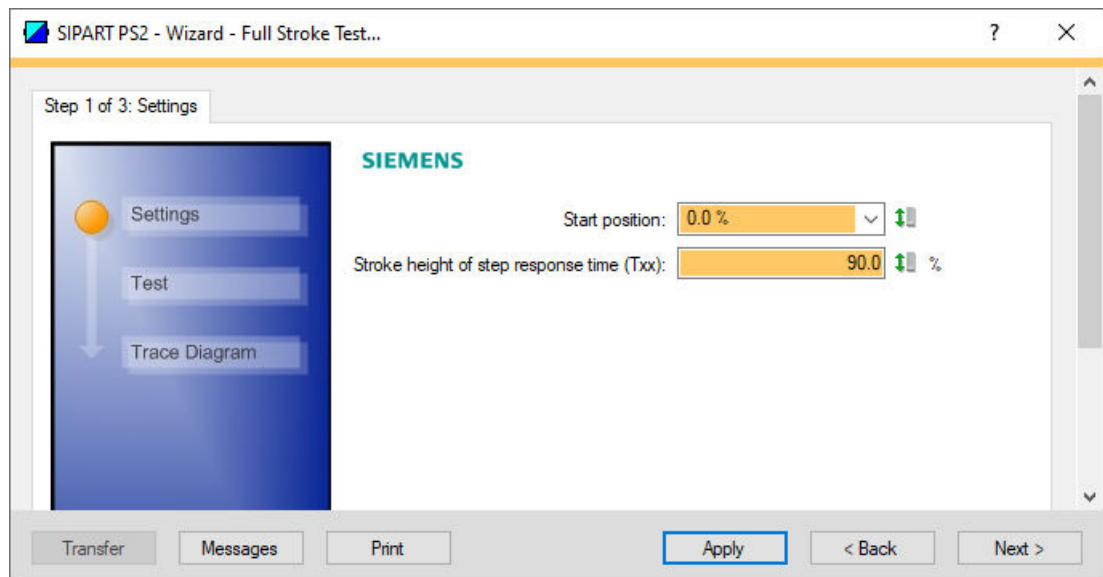 SIPART PS2 - Wizard - Full Stroke Test...
?
Step 1 of 3: Settings
SIEMENS
Settings
Test
Trace Diagram
Start position: 0.0 %
Stroke height of step response time (Txx): 90.0 %
Transfer Messages Print Apply < Back Next >